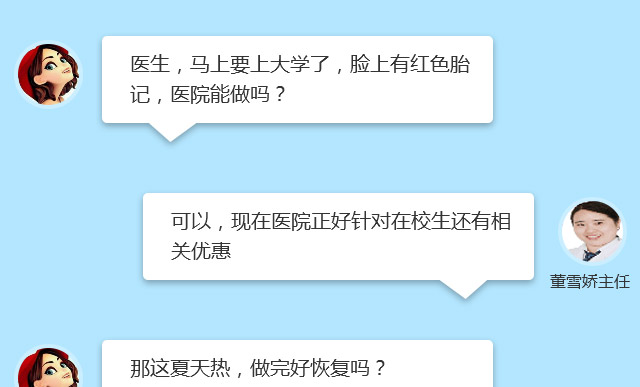 医生，马上要上大学了，脸上有红色胎
记，医院能做吗？
可以，现在医院正好针对在校生还有相
关优惠
董雪娇主任
那这夏天热，做完好恢复吗？